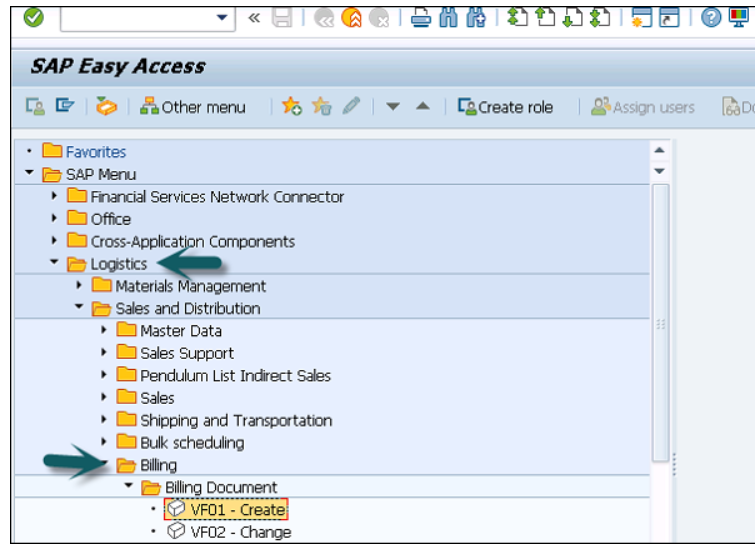 SAP Easy Access
Other menu Create role Assign users
Favorites
SAP Menu
Financial Services Network Connector
Office
Cross-Application Components
Logistics
Materials Management
Sales and Distribution
Master Data
Sales Support
Pendulum List Indirect Sales
Sales
Shipping and Transportation
Bulk scheduling
Billing
Billing Document
VF01 - Create
VF02 - Change